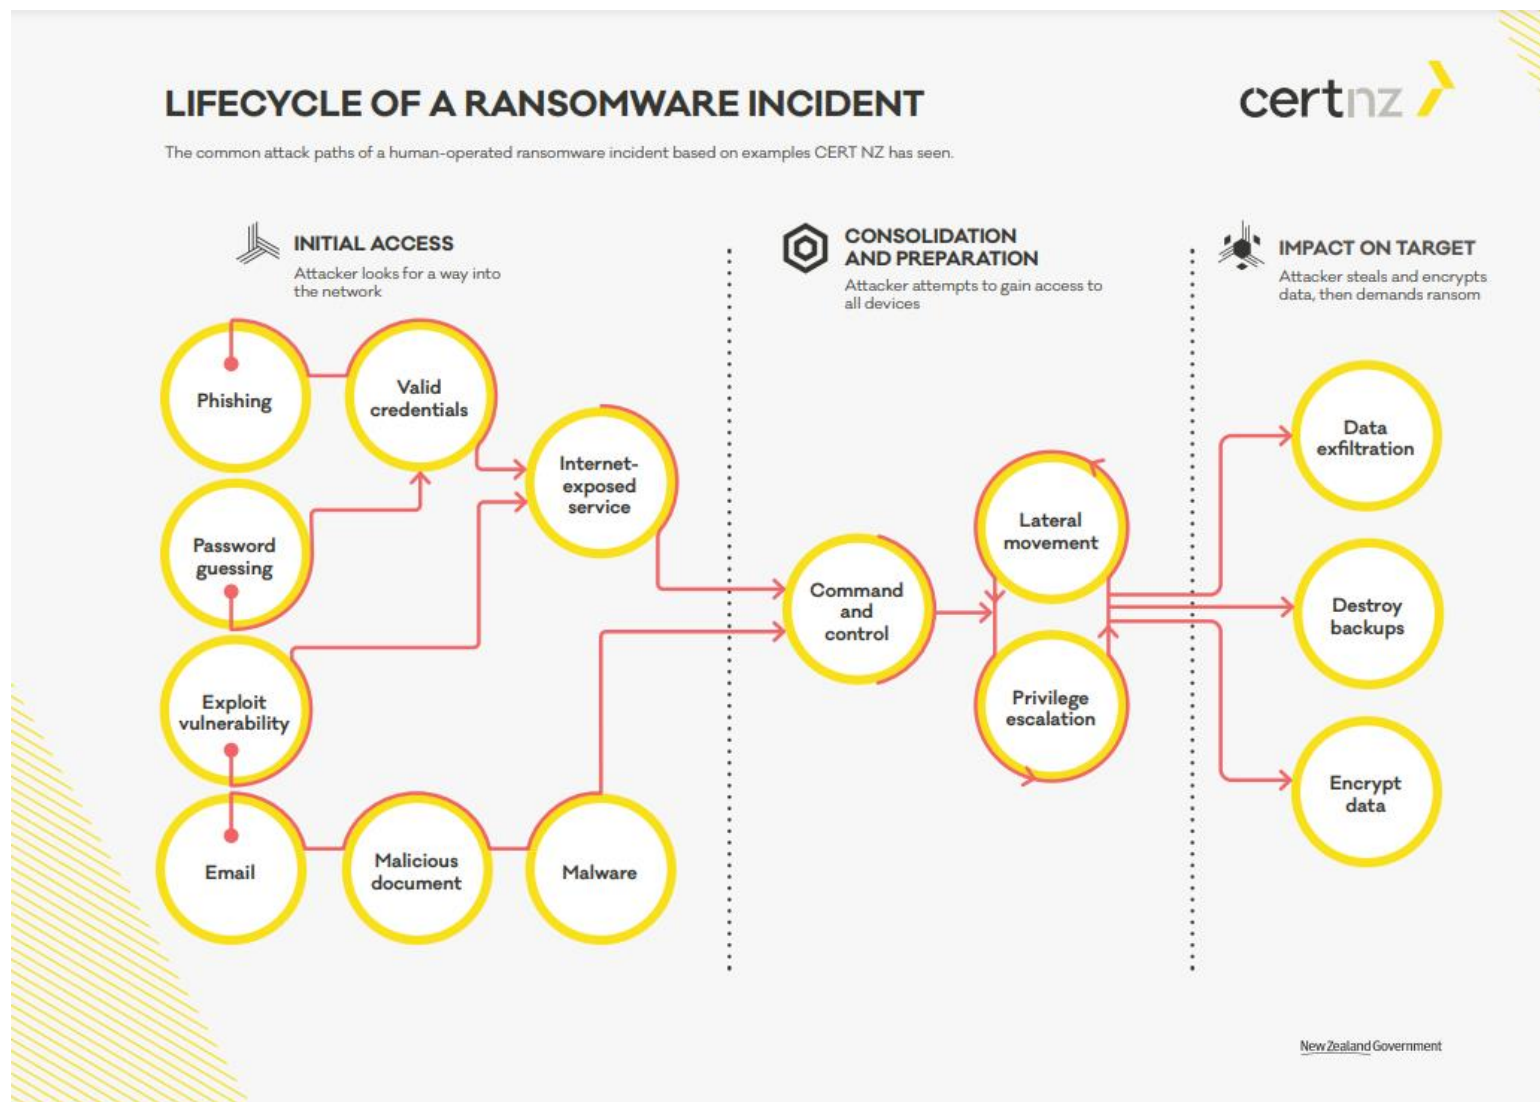 LIFECYCLE OF A RANSOMWARE INCIDENT
certnz
The common attack paths of a human-operated ransomware incident based on examples CERT NZ has seen.
INITIAL ACCESS
Attacker looks for a way into
the network
CONSOLIDATION
AND PREPARATION
Attacker attempts to gain access to
all devices
IMPACT ON TARGET
Attacker steals and encrypts
data, then demands ransom
Phishing
Valid
credentials
Internet-
exposed
service
Password
guessing
Exploit
vulnerability
Email
Malicious
document
Malware
Command
and
control
Lateral
movement
Privilege
escalation
Data
exfiltration
Destroy
backups
Encrypt
data
New Zealand Government